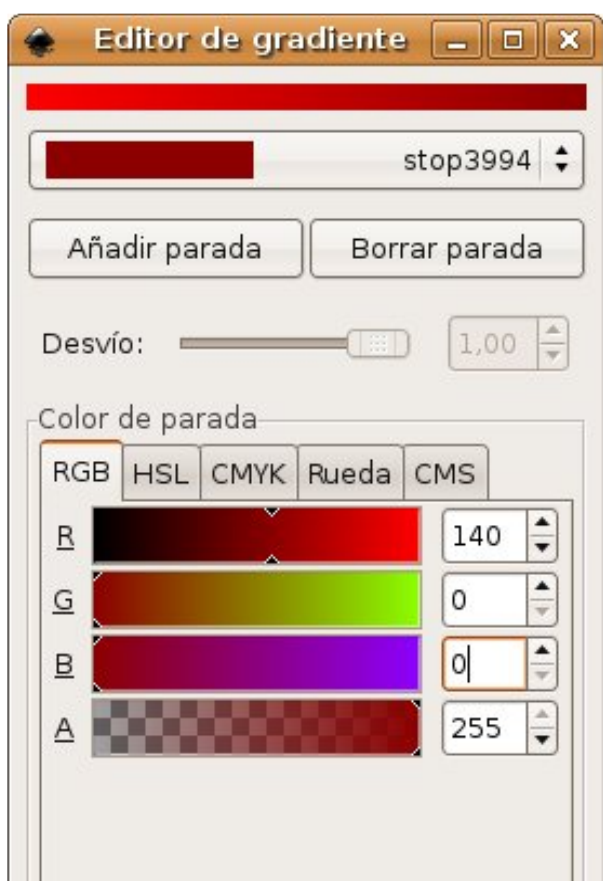 Editor de gradiente
stop3994
Añadir parada Borrar parada
Desvío: 1,00
Color de parada
RGB HSL CMYK Rueda CMS
R 140
G 0
B 0
A 255